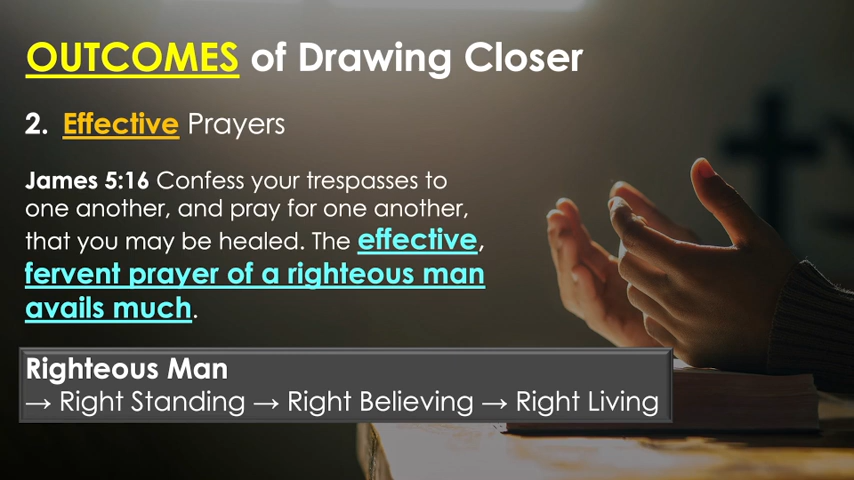 OUTCOMES of Drawing Closer
2. Effective Prayers
James 5:16 Confess your trespasses to
one another, and pray for one another,
that you may be healed. The effective,
fervent prayer of a righteous man
avails much.
Righteous Man
→ Right Standing → Right Believing → Right Living